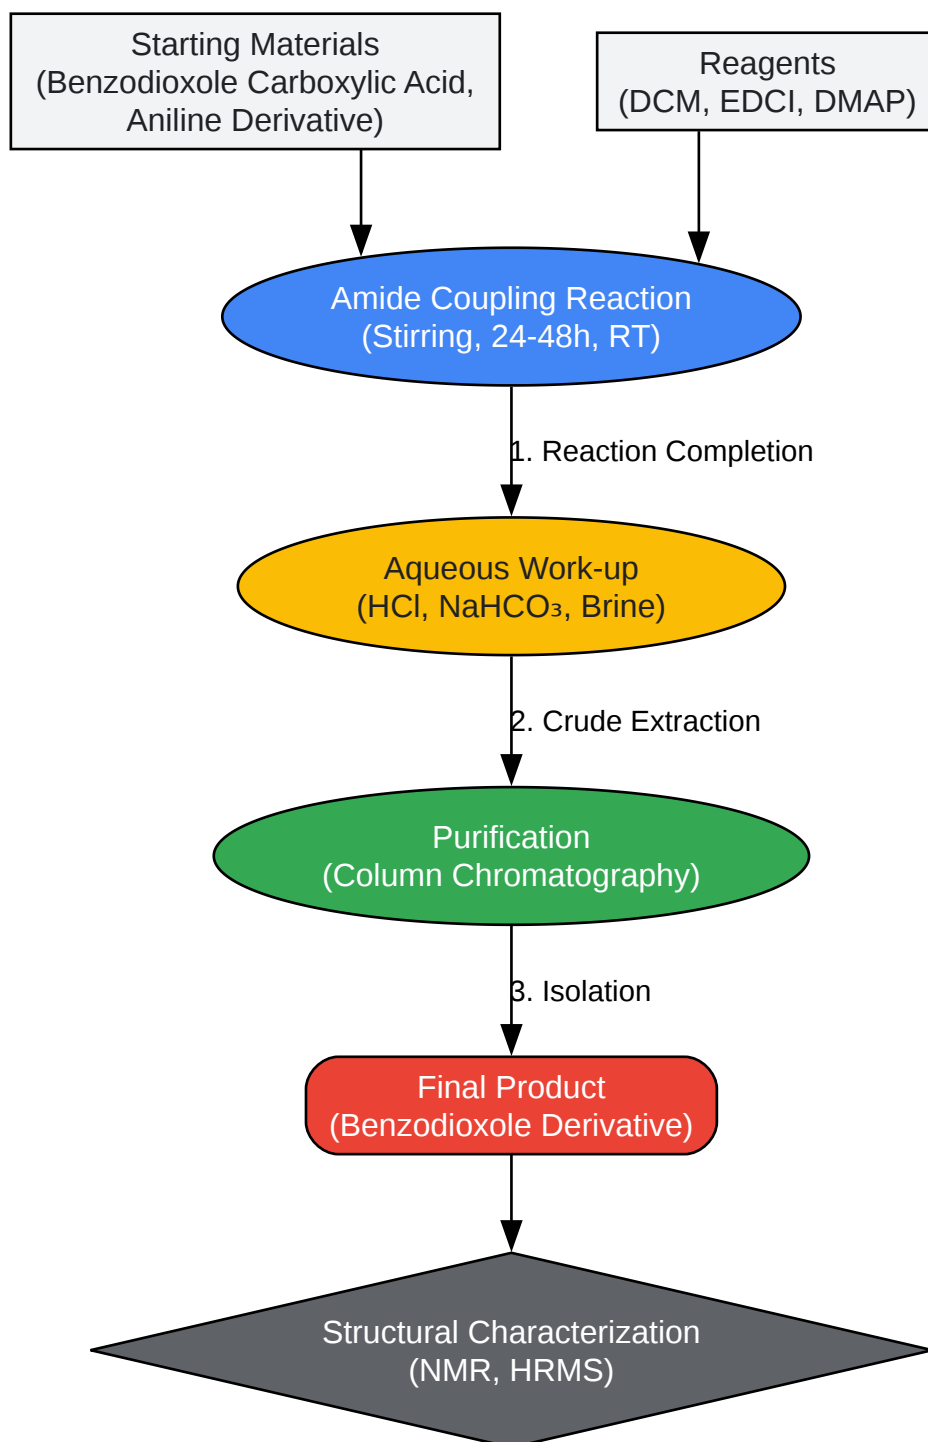 Starting Materials
(Benzodioxole Carboxylic Acid,
Aniline Derivative)
Reagents
(DCM, EDCI, DMAP)
Amide Coupling Reaction
(Stirring, 24-48h, RT)
1. Reaction Completion
Aqueous Work-up
(HCl, NaHCO₃, Brine)
2. Crude Extraction
Purification
(Column Chromatography)
3. Isolation
Final Product
(Benzodioxole Derivative)
Structural Characterization
(NMR, HRMS)